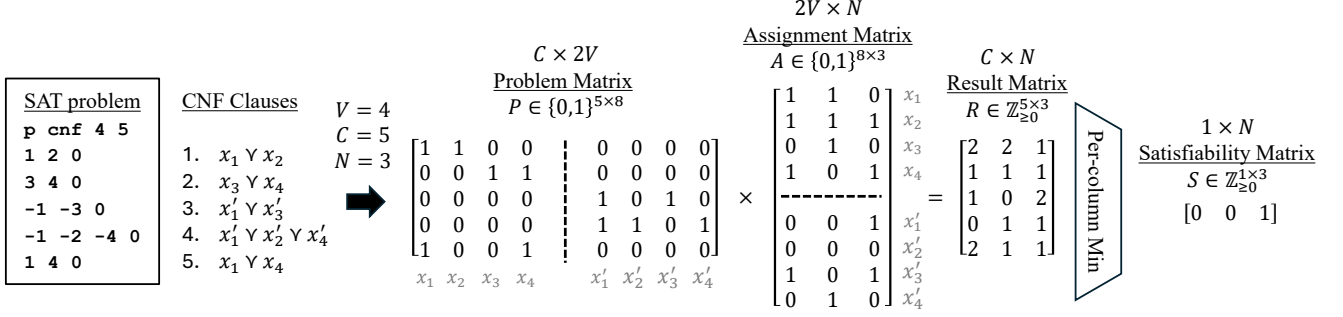 SAT problem
p cnf 4 5
1 2 0
3 4 0
-1 -3 0
-1 -2 -4 0
1 4 0
CNF Clauses
1. x₁ ∨ x₂
2. x₃ ∨ x₄
3. x₁′ ∨ x₃′
4. x₁′ ∨ x₂′ ∨ x₄′
5. x₁ ∨ x₄
V = 4
C = 5
N = 3
C × 2V
Problem Matrix
P ∈ {0,1}⁵ˣ⁸
1 1 0 0 0 0 0 0
0 0 1 1 0 0 0 0
0 0 0 0 1 0 1 0
0 0 0 0 1 1 0 1
1 0 0 1 0 0 0 0
x₁ x₂ x₃ x₄ x₁′ x₂′ x₃′ x₄′
×
2V × N
Assignment Matrix
A ∈ {0,1}⁸ˣ³
1 1 0 x₁
1 1 1 x₂
0 1 0 x₃
1 0 1 x₄
0 0 1 x₁′
0 0 0 x₂′
1 0 1 x₃′
0 1 0 x₄′
=
C × N
Result Matrix
R ∈ ℤ≥0⁵ˣ³
2 2 1
1 1 1
1 0 2
0 1 1
2 1 1
Per-column Min
1 × N
Satisfiability Matrix
S ∈ ℤ≥0¹ˣ³
[0 0 1]